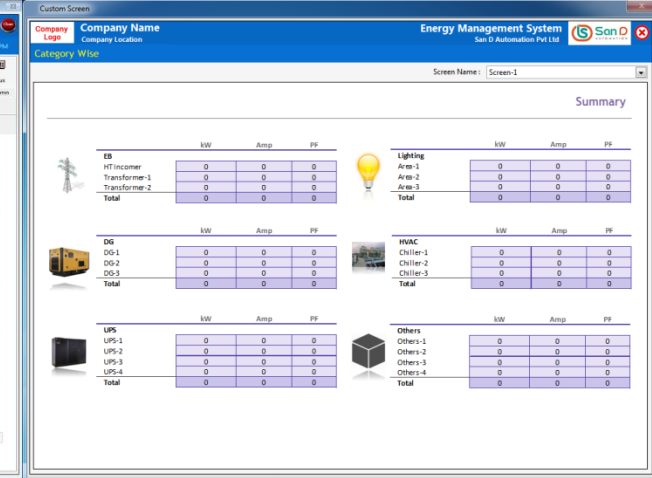 Custom Screen
Company Logo
Company Name
Company Location
Energy Management System
San D Automation Pvt Ltd
San D
AUTOMATION
Category Wise
Screen Name : Screen-1
Summary
kW Amp PF
EB
HT Incomer 0 0 0
Transformer-1 0 0 0
Transformer-2 0 0 0
Total 0 0 0
kW Amp PF
Lighting
Area-1 0 0 0
Area-2 0 0 0
Area-3 0 0 0
Total 0 0 0
kW Amp PF
DG
DG-1 0 0 0
DG-2 0 0 0
DG-3 0 0 0
Total 0 0 0
kW Amp PF
HVAC
Chiller-1 0 0 0
Chiller-2 0 0 0
Chiller-3 0 0 0
Total 0 0 0
kW Amp PF
UPS
UPS-1 0 0 0
UPS-2 0 0 0
UPS-3 0 0 0
UPS-4 0 0 0
Total 0 0 0
kW Amp PF
Others
Others-1 0 0 0
Others-2 0 0 0
Others-3 0 0 0
Others-4 0 0 0
Total 0 0 0